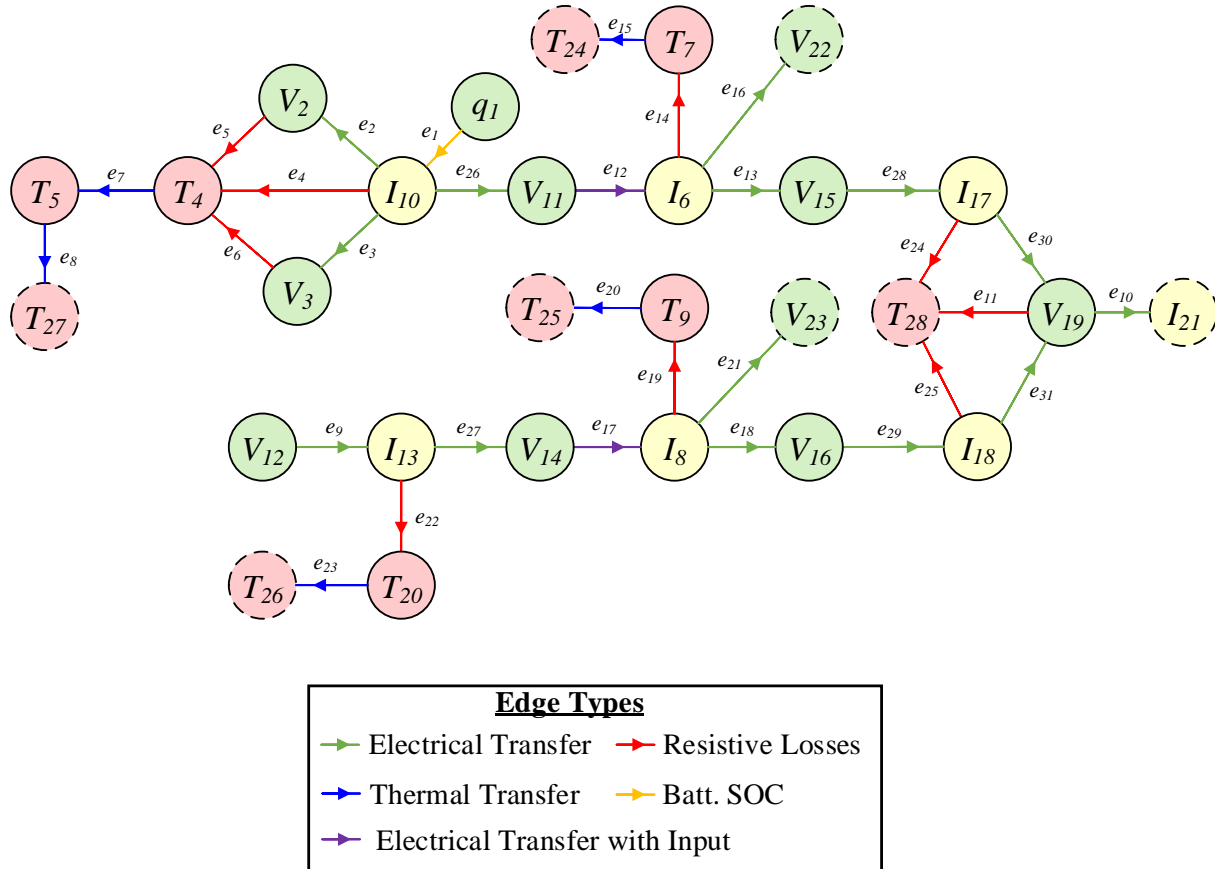 e15
T24
T7
V22
e16
e14
V2
q1
e5
e2
e1
e7
e4
e26
e12
e13
e28
T5
T4
I10
V11
I6
V15
I17
e8
e6
e3
e24
e30
V3
e20
e11
e10
T27
T25
T9
V23
T28
V19
I21
e19
e21
e25
e31
e9
e27
e17
e18
e29
V12
I13
V14
I8
V16
I18
e22
e23
T26
T20
Edge Types
Electrical Transfer
Resistive Losses
Thermal Transfer
Batt. SOC
Electrical Transfer with Input